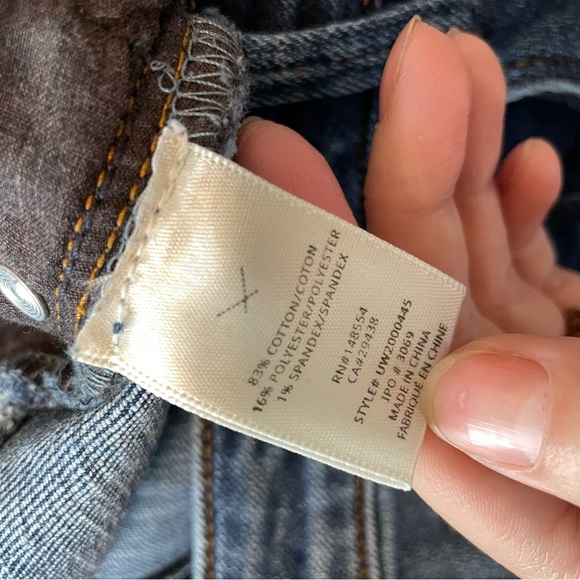 83% COTTON/COTON
16% POLYESTER/POLYESTER
1% SPANDEX/SPANDEX
RN# 148554
CA# 29438
STYLE# UW2000445
IPO # 3069
MADE IN CHINA
FABRIQUÉ EN CHINE